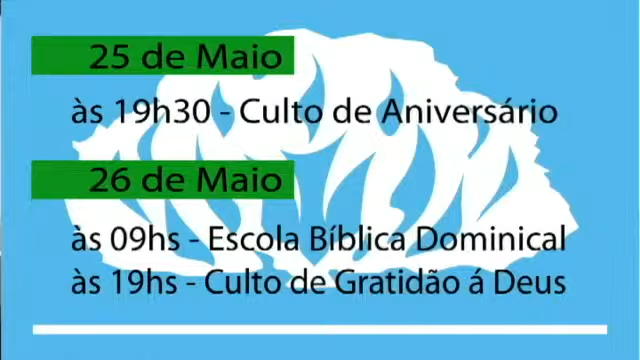 25 de Maio
às 19h30 - Culto de Aniversário
26 de Maio
às 09hs - Escola Bíblica Dominical
às 19hs - Culto de Gratidão á Deus